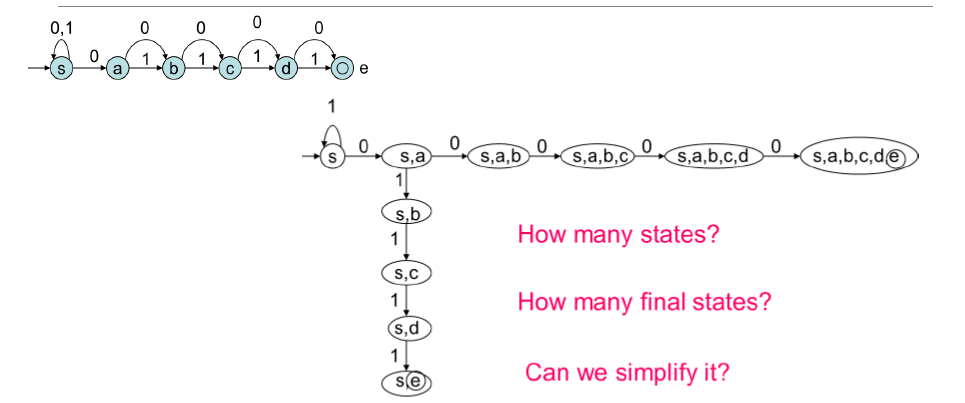 0,1 0 0 0 0
0 1 1 1 1
s a b c d e
1
0 0 0 0 0
s s,a s,a,b s,a,b,c s,a,b,c,d s,a,b,c,d e
1
s,b
How many states?
1
s,c
1
How many final states?
s,d
1
Can we simplify it?
s,e